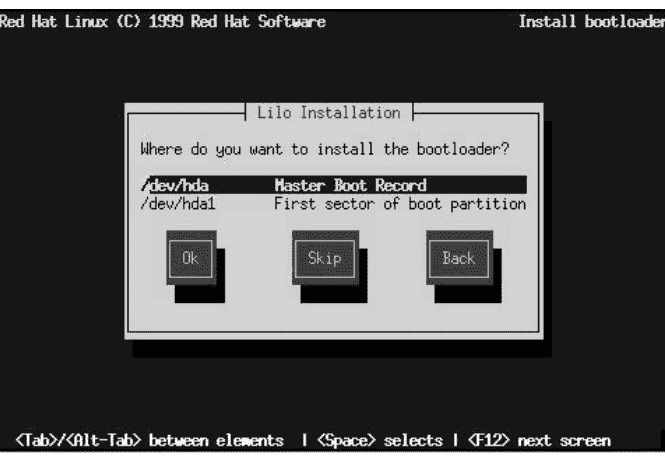 Red Hat Linux (C) 1999 Red Hat Software Install bootloader
Lilo Installation
Where do you want to install the bootloader?
/dev/hda Master Boot Record
/dev/hda1 First sector of boot partition
Ok Skip Back
<Tab>/<Alt-Tab> between elements | <Space> selects | <F12> next screen